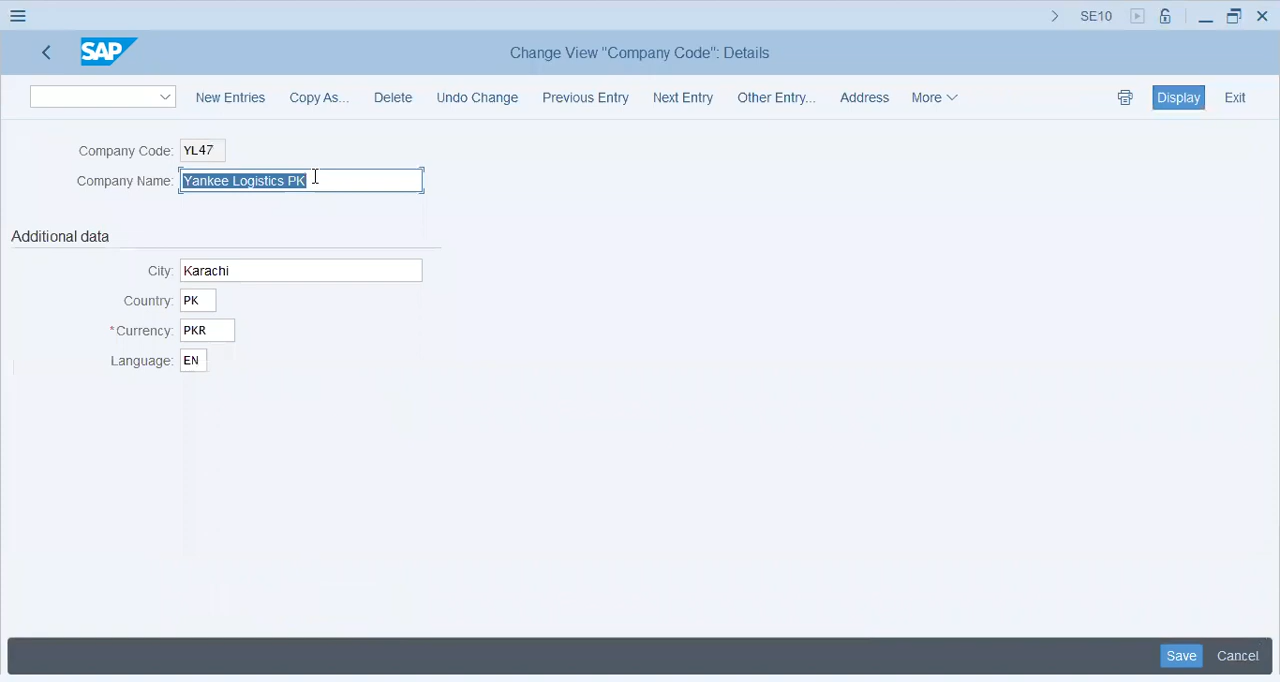 SE10
SAP
Change View "Company Code": Details
New Entries Copy As... Delete Undo Change Previous Entry Next Entry Other Entry... Address More Display Exit
Company Code: YL47
Company Name: Yankee Logistics PK
Additional data
City: Karachi
Country: PK
*Currency: PKR
Language: EN
Save Cancel